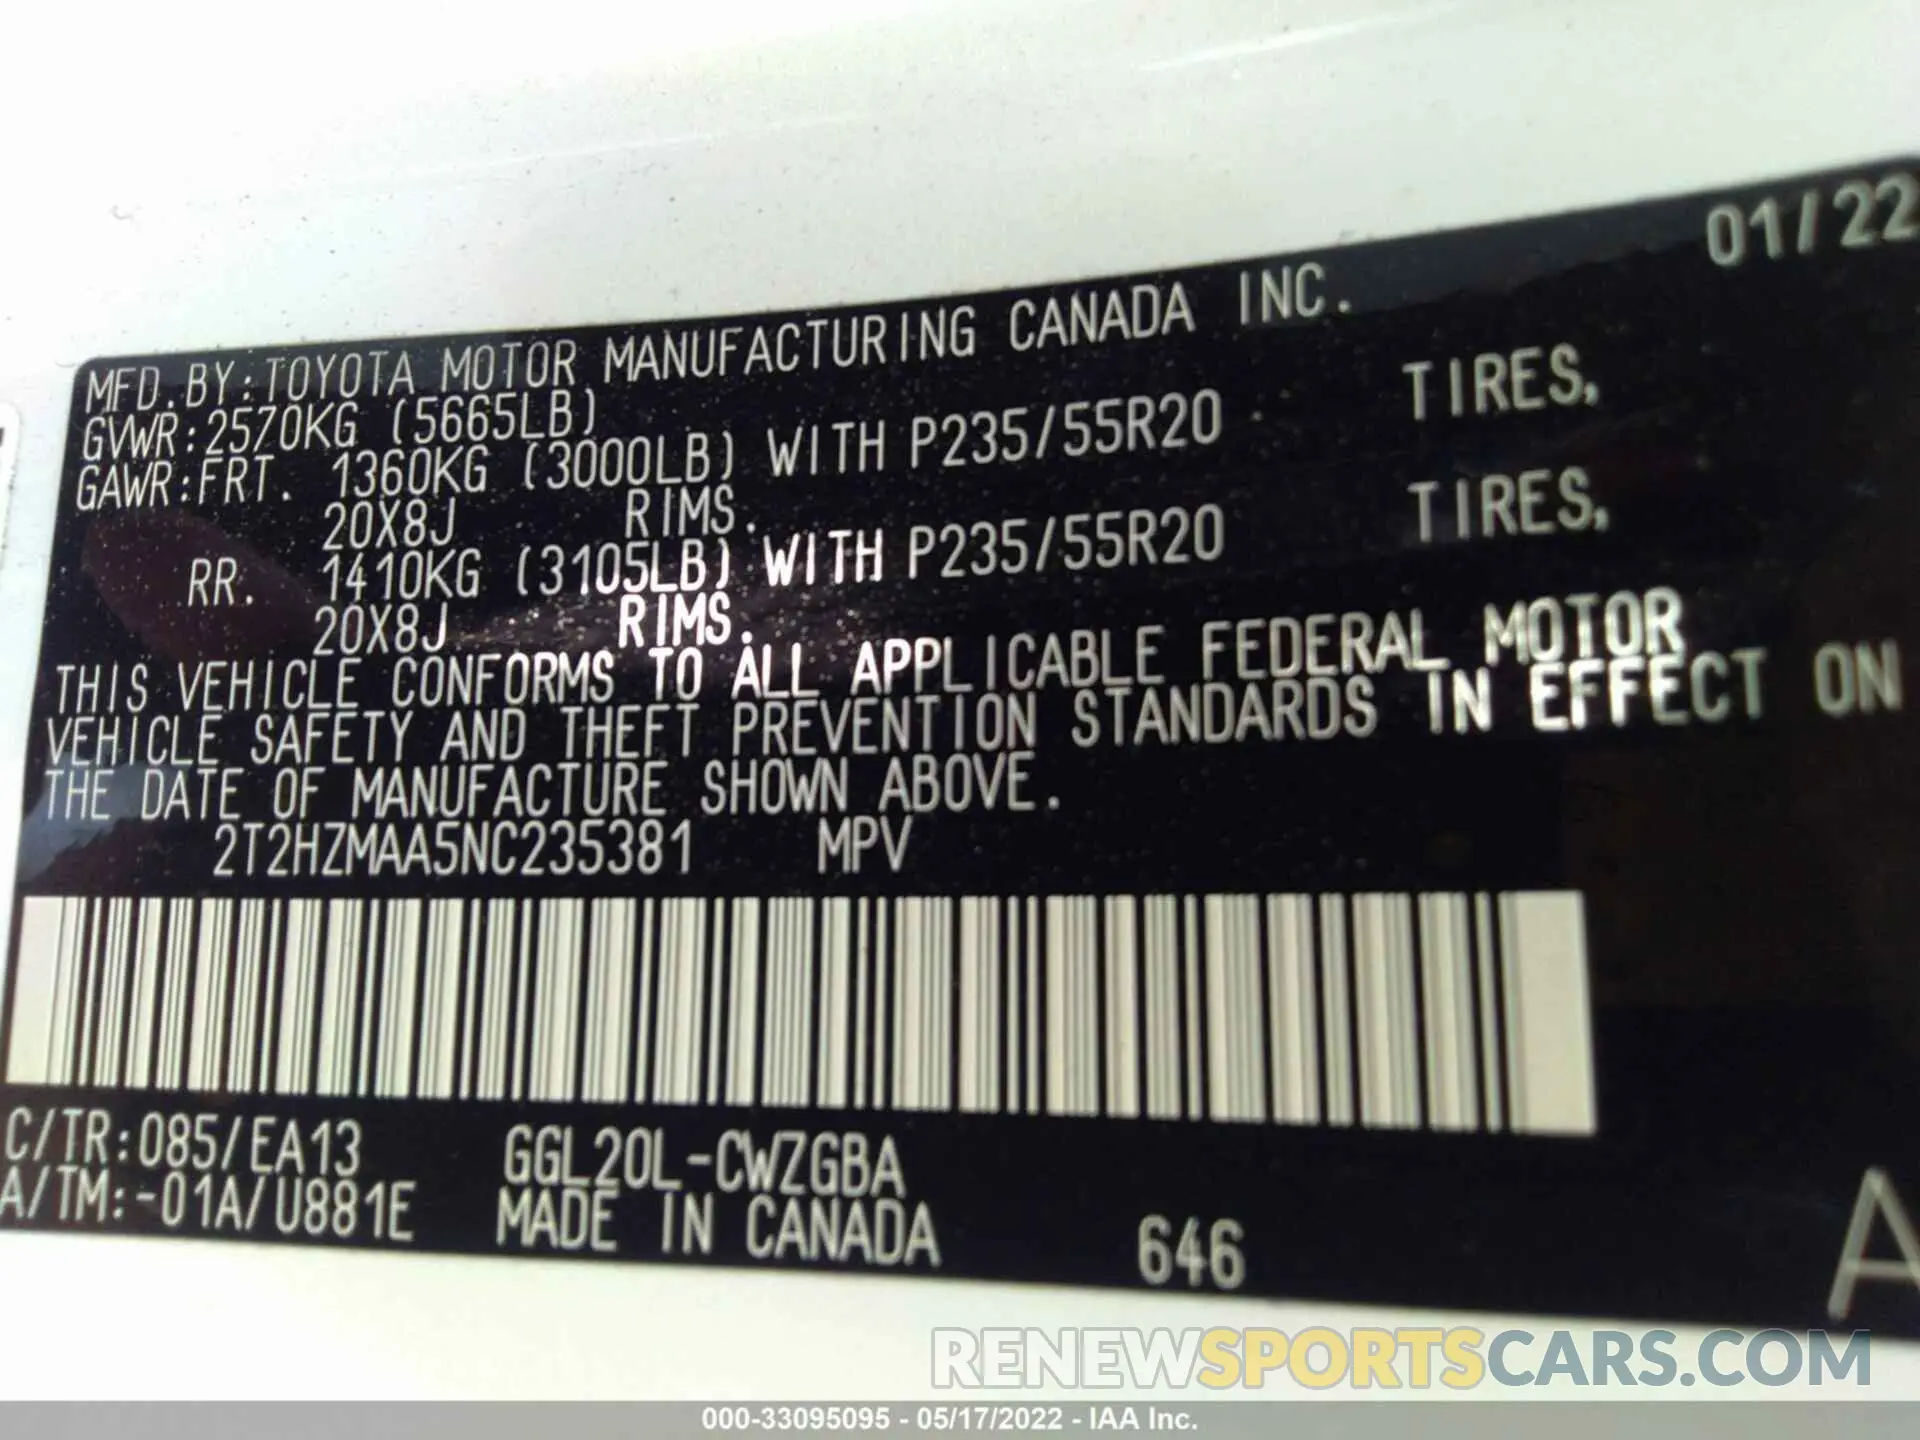 01/22
MFD.BY:TOYOTA MOTOR MANUFACTURING CANADA INC.
GVWR:2570KG (5665LB)
GAWR:FRT. 1360KG (3000LB) WITH P235/55R20 TIRES,
20X8J RIMS.
RR. 1410KG (3105LB) WITH P235/55R20 TIRES,
20X8J RIMS.
THIS VEHICLE CONFORMS TO ALL APPLICABLE FEDERAL MOTOR
VEHICLE SAFETY AND THEFT PREVENTION STANDARDS IN EFFECT ON
THE DATE OF MANUFACTURE SHOWN ABOVE.
2T2HZMAA5NC235381 MPV
C/TR:085/EA13 GGL20L-CWZGBA
A/TM:-01A/U881E MADE IN CANADA 646
A
RENEWSPORTSCARS.COM
000-33095095 - 05/17/2022 - IAA Inc.